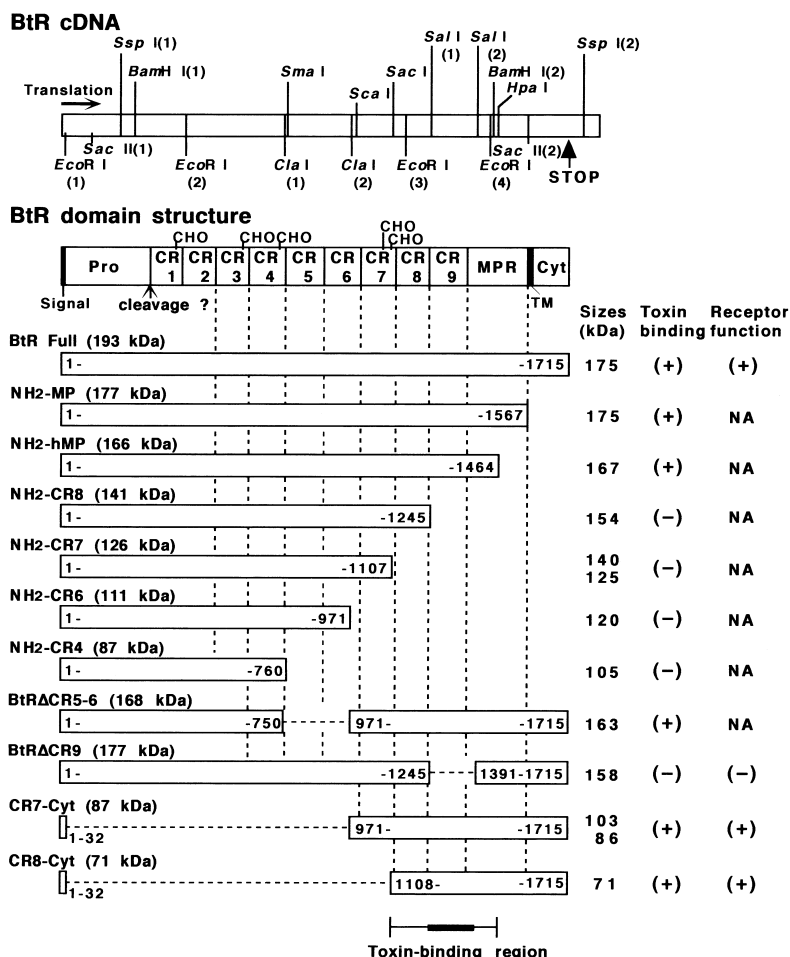 BtR cDNA
Ssp I(1)
Sal I (1)
Sal I (2)
Ssp I(2)
BamH I(1)
Sma I
Sac I
BamH I(2)
Hpa I
Sca I
Translation
Sac II(1)
Sac II(2)
EcoR I (1)
EcoR I (2)
Cla I (1)
Cla I (2)
EcoR I (3)
EcoR I (4)
STOP
BtR domain structure
CHO
CHO
CHO
CHO
CHO
Pro
CR 1
CR 2
CR 3
CR 4
CR 5
CR 6
CR 7
CR 8
CR 9
MPR
Cyt
Signal
cleavage ?
TM
Sizes (kDa)
Toxin binding
Receptor function
BtR Full (193 kDa)
1- -1715 175 (+) (+)
NH2-MP (177 kDa)
1- -1567 175 (+) NA
NH2-hMP (166 kDa)
1- -1464 167 (+) NA
NH2-CR8 (141 kDa)
1- -1245 154 (−) NA
NH2-CR7 (126 kDa)
1- -1107 140 125 (−) NA
NH2-CR6 (111 kDa)
1- -971 120 (−) NA
NH2-CR4 (87 kDa)
1- -760 105 (−) NA
BtRΔCR5-6 (168 kDa)
1- -750 971- -1715 163 (+) NA
BtRΔCR9 (177 kDa)
1- -1245 1391-1715 158 (−) (−)
CR7-Cyt (87 kDa)
1-32 971- -1715 103 86 (+) (+)
CR8-Cyt (71 kDa)
1-32 1108- -1715 71 (+) (+)
Toxin-binding region